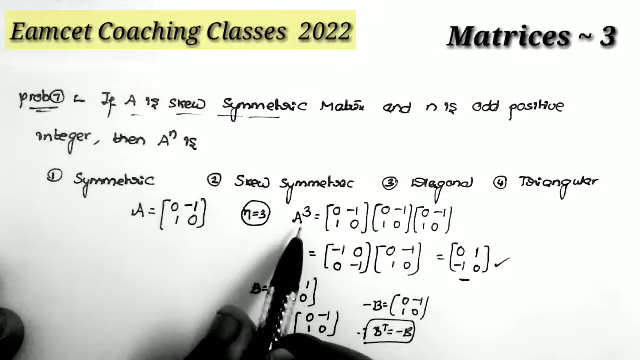 Eamcet Coaching Classes 2022
Matrices ~ 3
prob⑦ :- If A is skew symmetric Matrix and n is odd positive
integer, then Aⁿ is
① Symmetric ② Skew symmetric ③ Diagonal ④ Triangular
A = [0 -1; 1 0] n=3 A³ = [0 -1; 1 0] [0 -1; 1 0] [0 -1; 1 0]
= [-1 0; 0 -1] [0 -1; 1 0] = [0 1; -1 0] ✓
B = 1 0] -B = [0 -1; 1 0]
[0 -1; 1 0] Bᵀ = -B